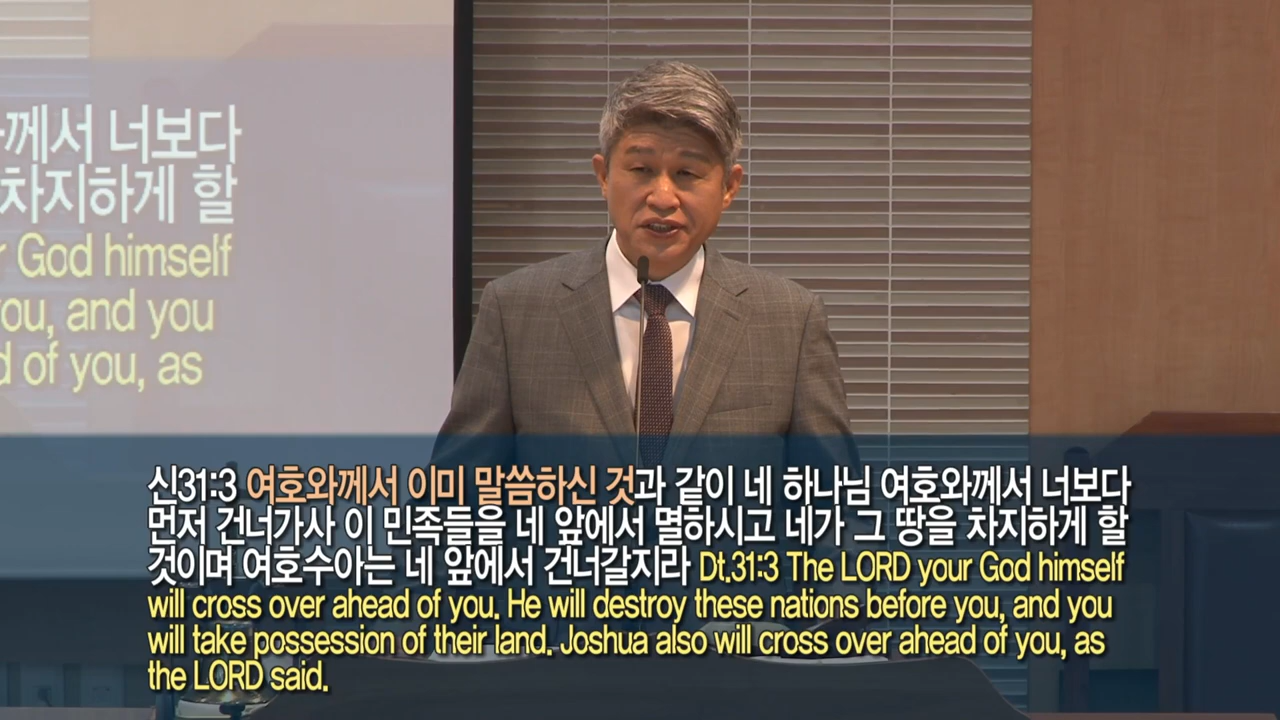 께서 너보다
차지하게 할
God himself
you, and you
of you, as
신31:3 여호와께서 이미 말씀하신 것과 같이 네 하나님 여호와께서 너보다
먼저 건너가사 이 민족들을 네 앞에서 멸하시고 네가 그 땅을 차지하게 할
것이며 여호수아는 네 앞에서 건너갈지라 Dt.31:3 The LORD your God himself
will cross over ahead of you. He will destroy these nations before you, and you
will take possession of their land. Joshua also will cross over ahead of you, as
the LORD said.